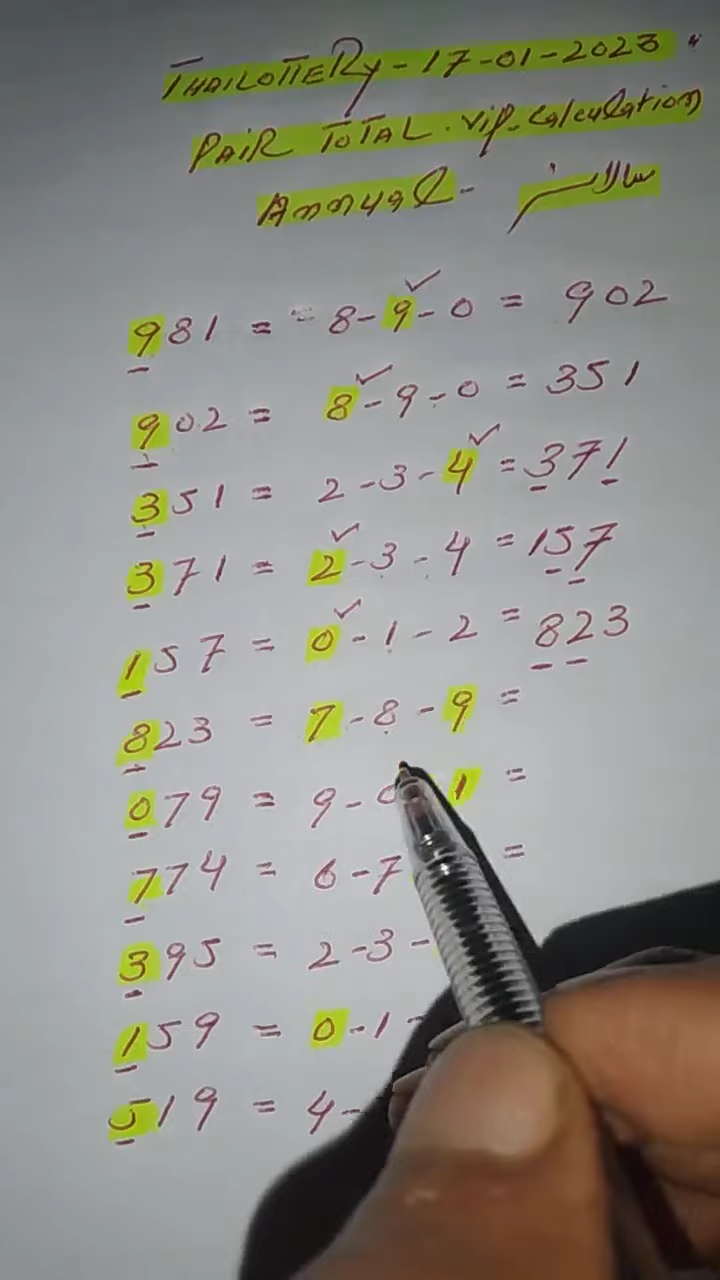 THAILOTTERY - 17-01-2023 "
PAIR TOTAL. VIP. Calculation
Annual - سالانہ
981 = 8-9-0 = 902
902 = 8-9-0 = 351
351 = 2-3-4 = 371
371 = 2-3-4 = 157
157 = 0-1-2 = 823
823 = 7-8-9 =
079 = 9-0 1 =
774 = 6-7 =
395 = 2-3-
159 = 0-1-
519 = 4-